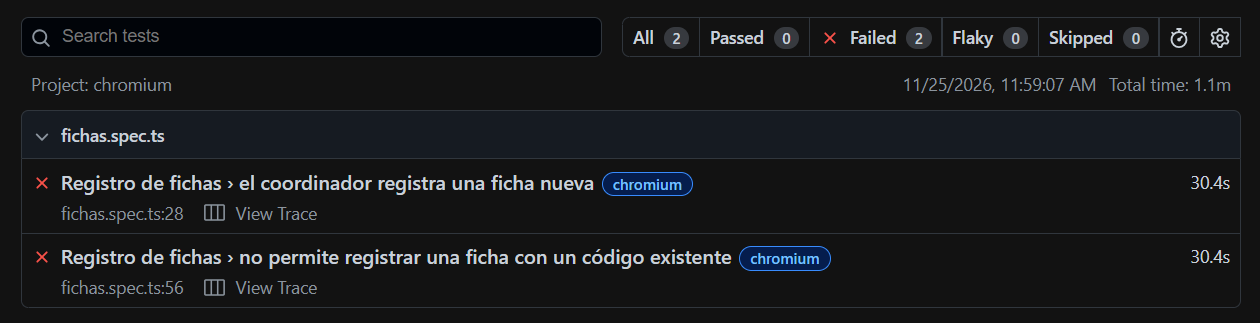 Search tests
All 2 Passed 0 Failed 2 Flaky 0 Skipped 0
Project: chromium 11/25/2026, 11:59:07 AM Total time: 1.1m
fichas.spec.ts
Registro de fichas › el coordinador registra una ficha nueva chromium 30.4s
fichas.spec.ts:28 View Trace
Registro de fichas › no permite registrar una ficha con un código existente chromium 30.4s
fichas.spec.ts:56 View Trace